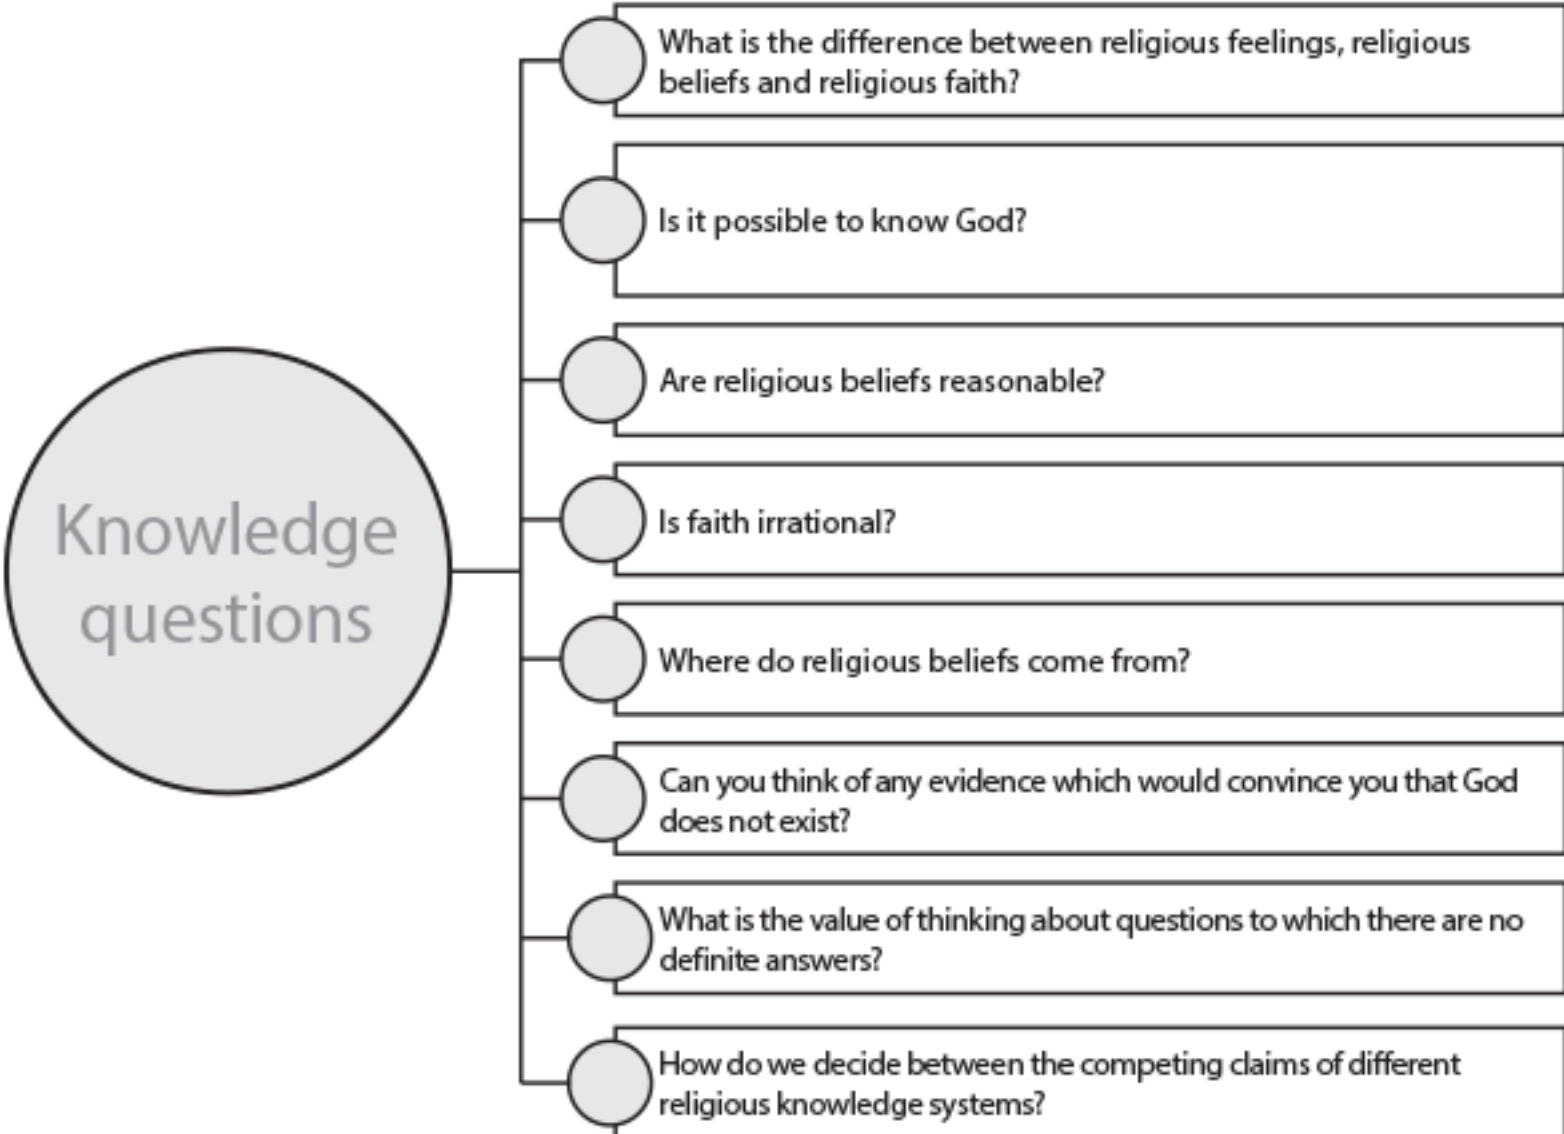 What is the difference between religious feelings, religious
beliefs and religious faith?
Is it possible to know God?
Are religious beliefs reasonable?
Is faith irrational?
Knowledge
questions
Where do religious beliefs come from?
Can you think of any evidence which would convince you that God
does not exist?
What is the value of thinking about questions to which there are no
definite answers?
How do we decide between the competing claims of different
religious knowledge systems?